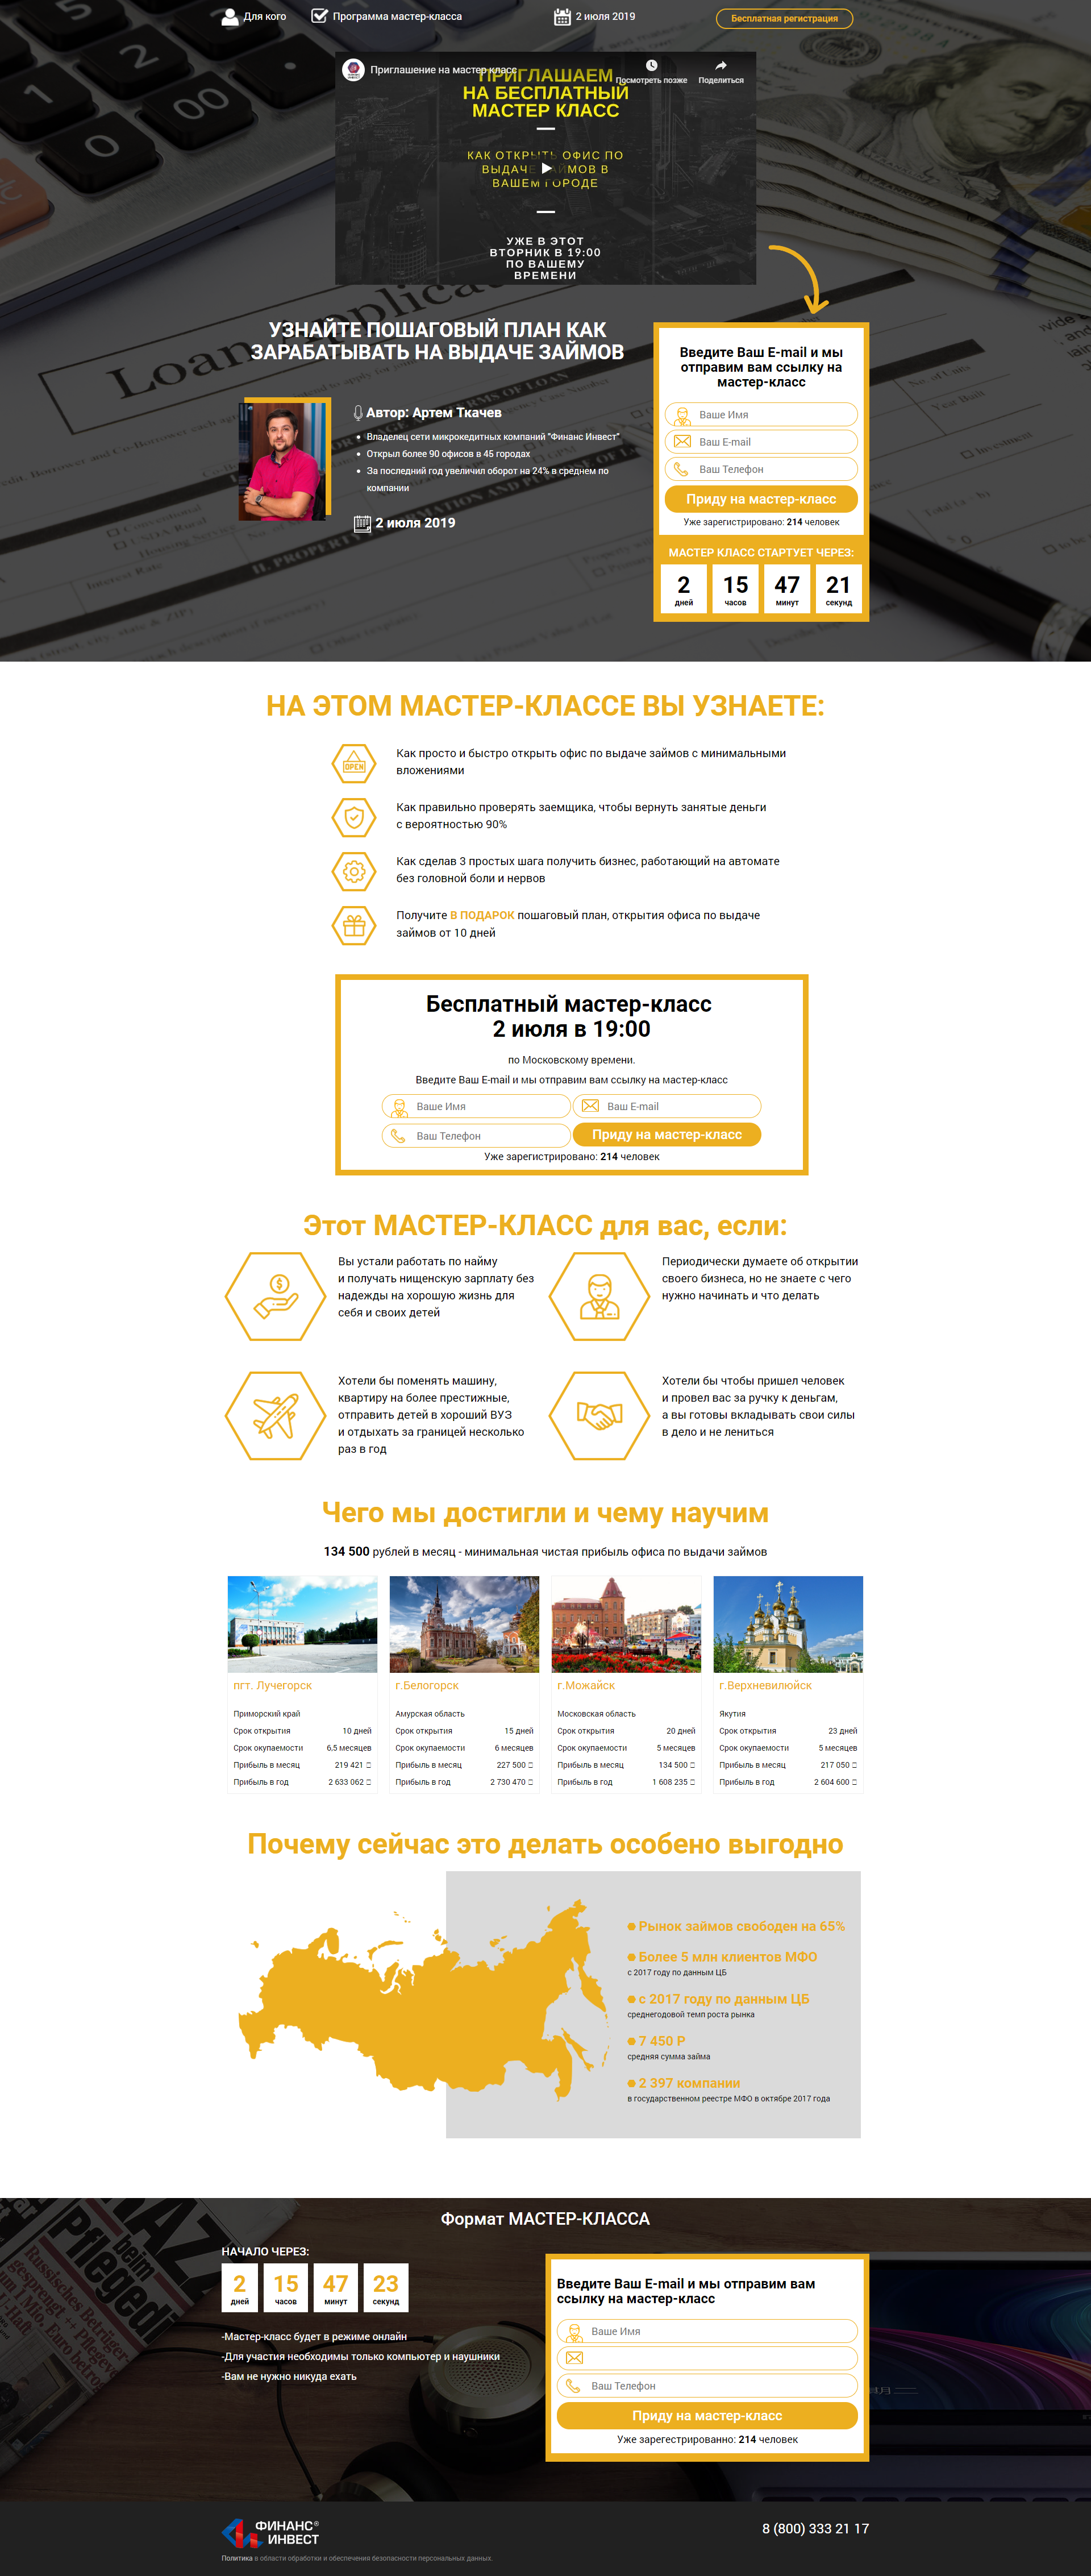 Для кого
Программа мастер-класса
2 июля 2019
Бесплатная регистрация
Приглашение на мастер класс
Посмотреть позже
Поделиться
ПРИГЛАШАЕМ
НА БЕСПЛАТНЫЙ
МАСТЕР КЛАСС
КАК ОТКРЫТЬ ОФИС ПО
ВЫДАЧЕ ЗАЙМОВ В
ВАШЕМ ГОРОДЕ
УЖЕ В ЭТОТ
ВТОРНИК В 19:00
ПО ВАШЕМУ
ВРЕМЕНИ
Loan Application
УЗНАЙТЕ ПОШАГОВЫЙ ПЛАН КАК
ЗАРАБАТЫВАТЬ НА ВЫДАЧЕ ЗАЙМОВ
Автор: Артем Ткачев
Владелец сети микрокедитных компаний "Финанс Инвест"
Открыл более 90 офисов в 45 городах
За последний год увеличил оборот на 24% в среднем по
компании
2 июля 2019
Введите Ваш E-mail и мы
отправим вам ссылку на
мастер-класс
Ваше Имя
Ваш E-mail
Ваш Телефон
Приду на мастер-класс
Уже зарегистрировано: 214 человек
МАСТЕР КЛАСС СТАРТУЕТ ЧЕРЕЗ:
2 15 47 21
дней часов минут секунд
НА ЭТОМ МАСТЕР-КЛАССЕ ВЫ УЗНАЕТЕ:
OPEN
Как просто и быстро открыть офис по выдаче займов с минимальными
вложениями
Как правильно проверять заемщика, чтобы вернуть занятые деньги
с вероятностью 90%
Как сделав 3 простых шага получить бизнес, работающий на автомате
без головной боли и нервов
Получите В ПОДАРОК пошаговый план, открытия офиса по выдаче
займов от 10 дней
Бесплатный мастер-класс
2 июля в 19:00
по Московскому времени.
Введите Ваш E-mail и мы отправим вам ссылку на мастер-класс
Ваше Имя
Ваш E-mail
Ваш Телефон
Приду на мастер-класс
Уже зарегистрировано: 214 человек
Этот МАСТЕР-КЛАСС для вас, если:
Вы устали работать по найму
и получать нищенскую зарплату без
надежды на хорошую жизнь для
себя и своих детей
Периодически думаете об открытии
своего бизнеса, но не знаете с чего
нужно начинать и что делать
Хотели бы поменять машину,
квартиру на более престижные,
отправить детей в хороший ВУЗ
и отдыхать за границей несколько
раз в год
Хотели бы чтобы пришел человек
и провел вас за ручку к деньгам,
а вы готовы вкладывать свои силы
в дело и не лениться
Чего мы достигли и чему научим
134 500 рублей в месяц - минимальная чистая прибыль офиса по выдачи займов
пгт. Лучегорск
Приморский край
Срок открытия 10 дней
Срок окупаемости 6,5 месяцев
Прибыль в месяц 219 421
Прибыль в год 2 633 062
г.Белогорск
Амурская область
Срок открытия 15 дней
Срок окупаемости 6 месяцев
Прибыль в месяц 227 500
Прибыль в год 2 730 470
г.Можайск
Московская область
Срок открытия 20 дней
Срок окупаемости 5 месяцев
Прибыль в месяц 134 500
Прибыль в год 1 608 235
г.Верхневилюйск
Якутия
Срок открытия 23 дней
Срок окупаемости 5 месяцев
Прибыль в месяц 217 050
Прибыль в год 2 604 600
Почему сейчас это делать особено выгодно
Рынок займов свободен на 65%
Более 5 млн клиентов МФО
с 2017 году по данным ЦБ
с 2017 году по данным ЦБ
среднегодовой темп роста рынка
7 450 Р
средняя сумма займа
2 397 компании
в государственном реестре МФО в октябре 2017 года
Формат МАСТЕР-КЛАССА
НАЧАЛО ЧЕРЕЗ:
2 15 47 23
дней часов минут секунд
-Мастер-класс будет в режиме онлайн
-Для участия необходимы только компьютер и наушники
-Вам не нужно никуда ехать
Введите Ваш E-mail и мы отправим вам
ссылку на мастер-класс
Ваше Имя
Ваш Телефон
Приду на мастер-класс
Уже зарегестрированно: 214 человек
ФИНАНС®
ИНВЕСТ
8 (800) 333 21 17
Политика в области обработки и обеспечения безопасности персональных данных.